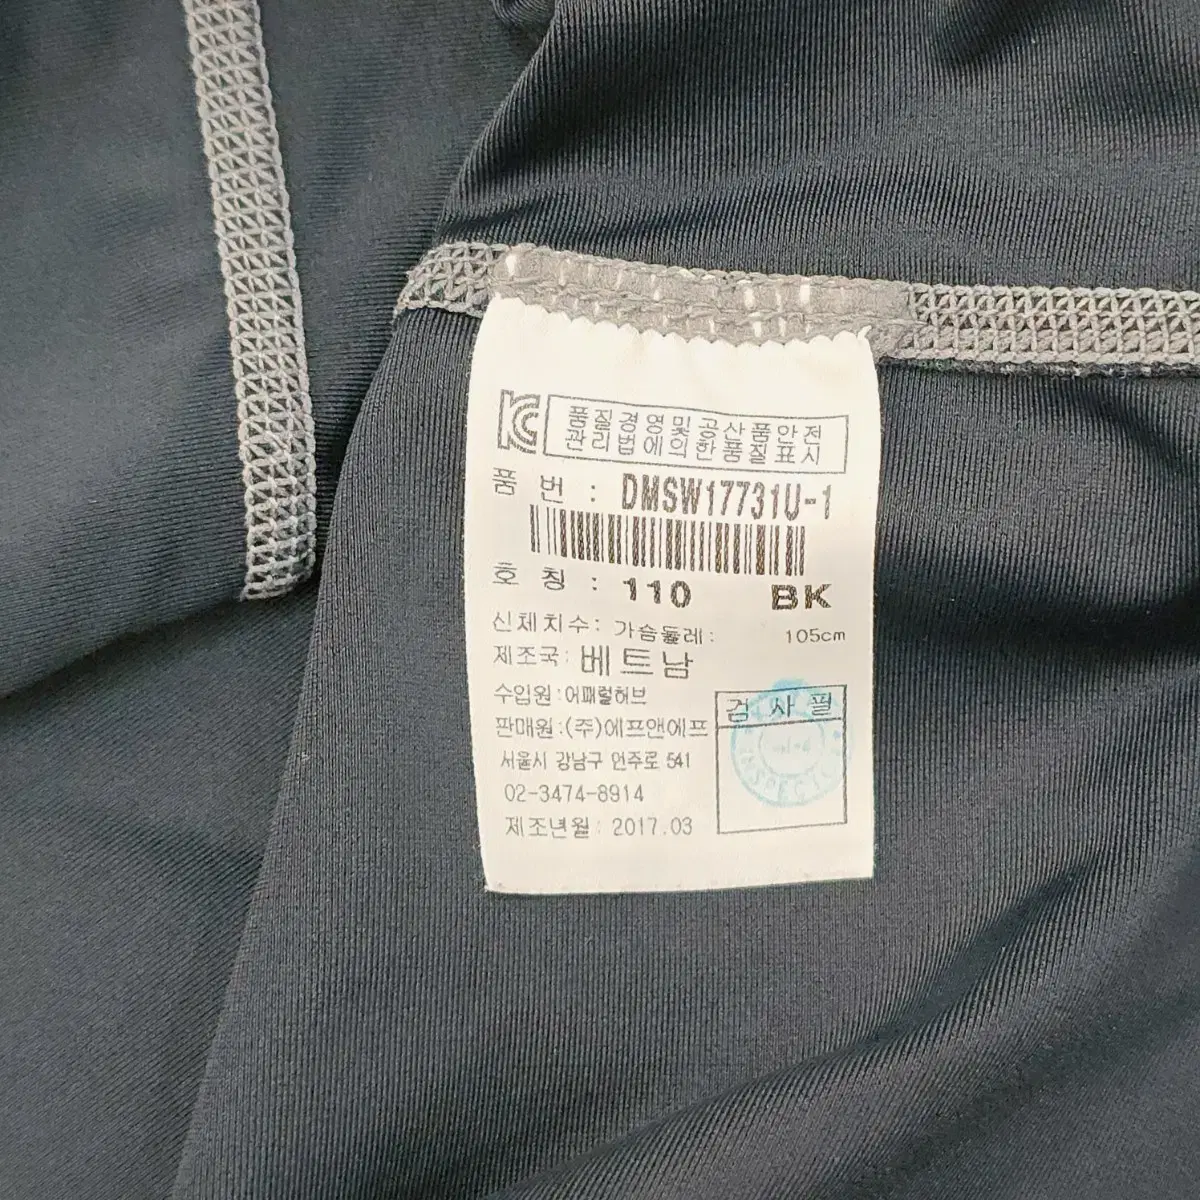 품질경영및공산품안전
관리법에의한품질표시
품 번 : DMSW17731U-1
호 칭 : 110 BK
신체치수: 가슴둘레: 105cm
제조국: 베트남
수입원:어패럴허브
판매원:(주)에프앤에프
서울시 강남구 언주로 541
02-3474-8914
제조년월: 2017.03
검 사 필
INSPECT